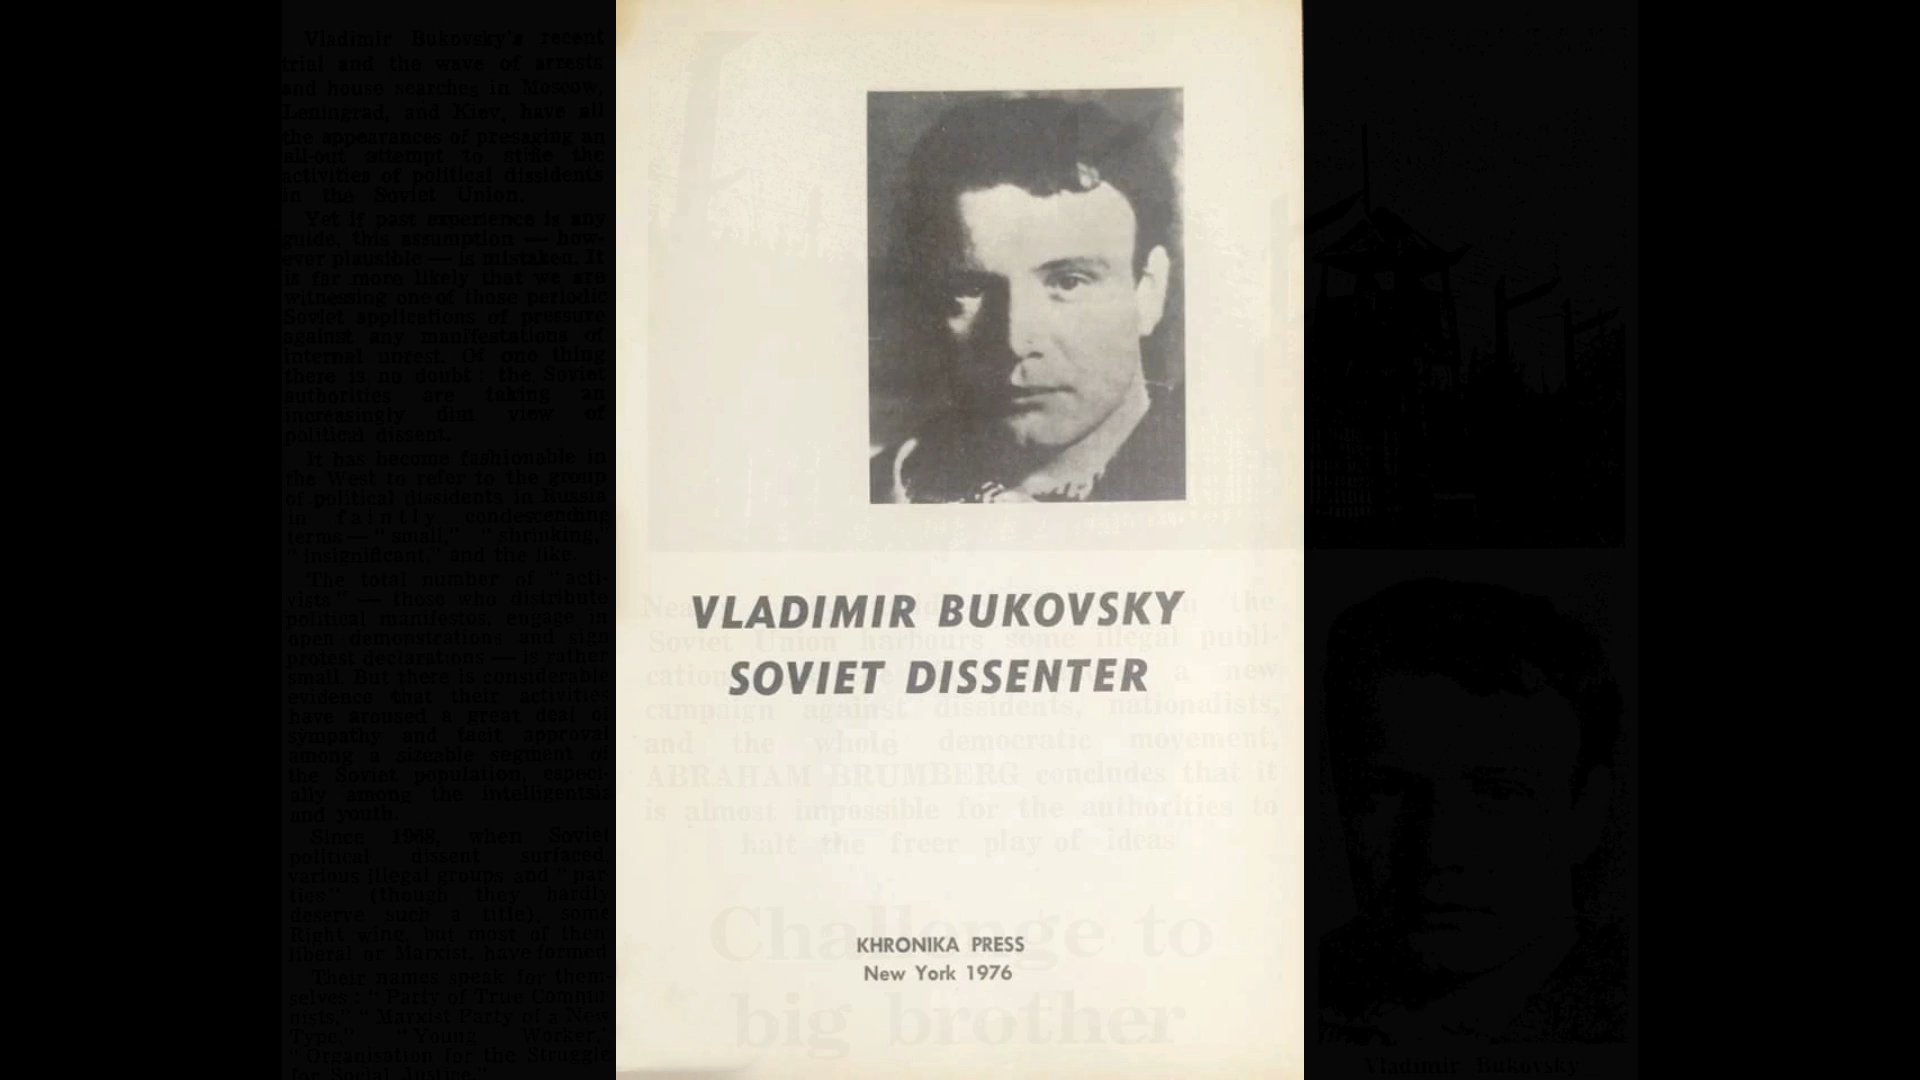 Vladimir Bukovsky's recent
trial and the wave of arrests
and house searches in Moscow,
Leningrad, and Kiev, have all
the appearances of presaging an
all-out attempt to stifle the
activities of political dissidents
in the Soviet Union.
Yet if past experience is any
guide, this assumption — how-
ever plausible — is mistaken. It
is far more likely that we are
witnessing one of those periodic
Soviet applications of pressure
against any manifestations of
internal unrest. Of one thing
there is no doubt: the Soviet
authorities are taking an
increasingly dim view of
political dissent.
It has become fashionable in
the West to refer to the group
of political dissidents in Russia
in faintly condescending
terms — "small," "shrinking,"
"insignificant," and the like.
The total number of "acti-
vists" — those who distribute
political manifestos, engage in
open demonstrations and sign
protest declarations — is rather
small. But there is considerable
evidence that their activities
have aroused a great deal of
sympathy and tacit approval
among a sizeable segment of
the Soviet population, especi-
ally among the intelligentsia
and youth.
Since 1968, when Soviet
political dissent surfaced,
various illegal groups and "par-
ties" (though they hardly
deserve such a title), some
Right wing, but most of them
liberal or Marxist, have formed
Their names speak for them-
selves: "Party of True Commu-
nists," "Marxist Party of a New
Type," "Young Worker,"
"Organisation for the Struggle
for Social Justice."
VLADIMIR BUKOVSKY
SOVIET DISSENTER
KHRONIKA PRESS
New York 1976
the
Soviet Union harbours some illegal publi-
cation a new
campaign against dissidents, nationalists,
and the whole democratic movement,
ABRAHAM BRUMBERG concludes that it
is almost impossible for the authorities to
halt the freer play of ideas
Challenge to
big brother
Vladimir Bukovsky